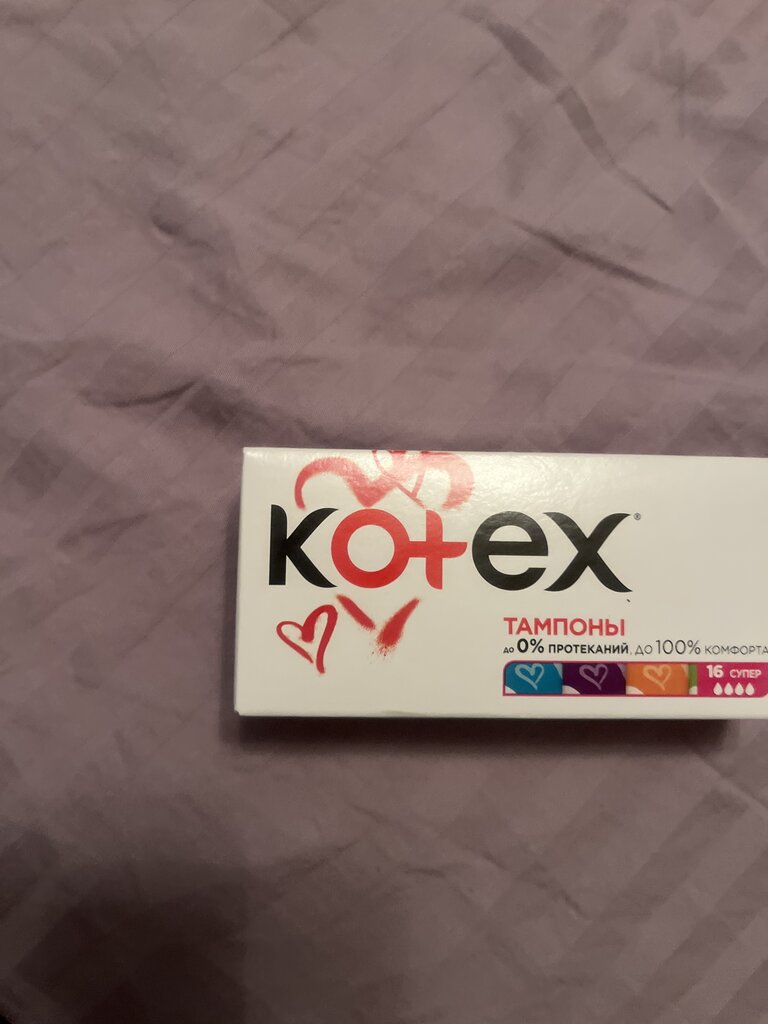 Kotex®
ТАМПОНЫ
до 0% ПРОТЕКАНИЙ, ДО 100% КОМФОРТА
16 СУПЕР